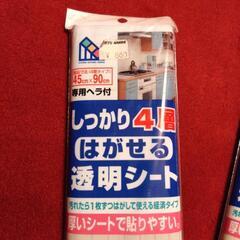 45cm×90cm
専用ヘラ付
しっかり4層
はがせる
透明シート
汚れたら1枚ずつはがして使える経済タイプ
厚いシートで貼りやすい。